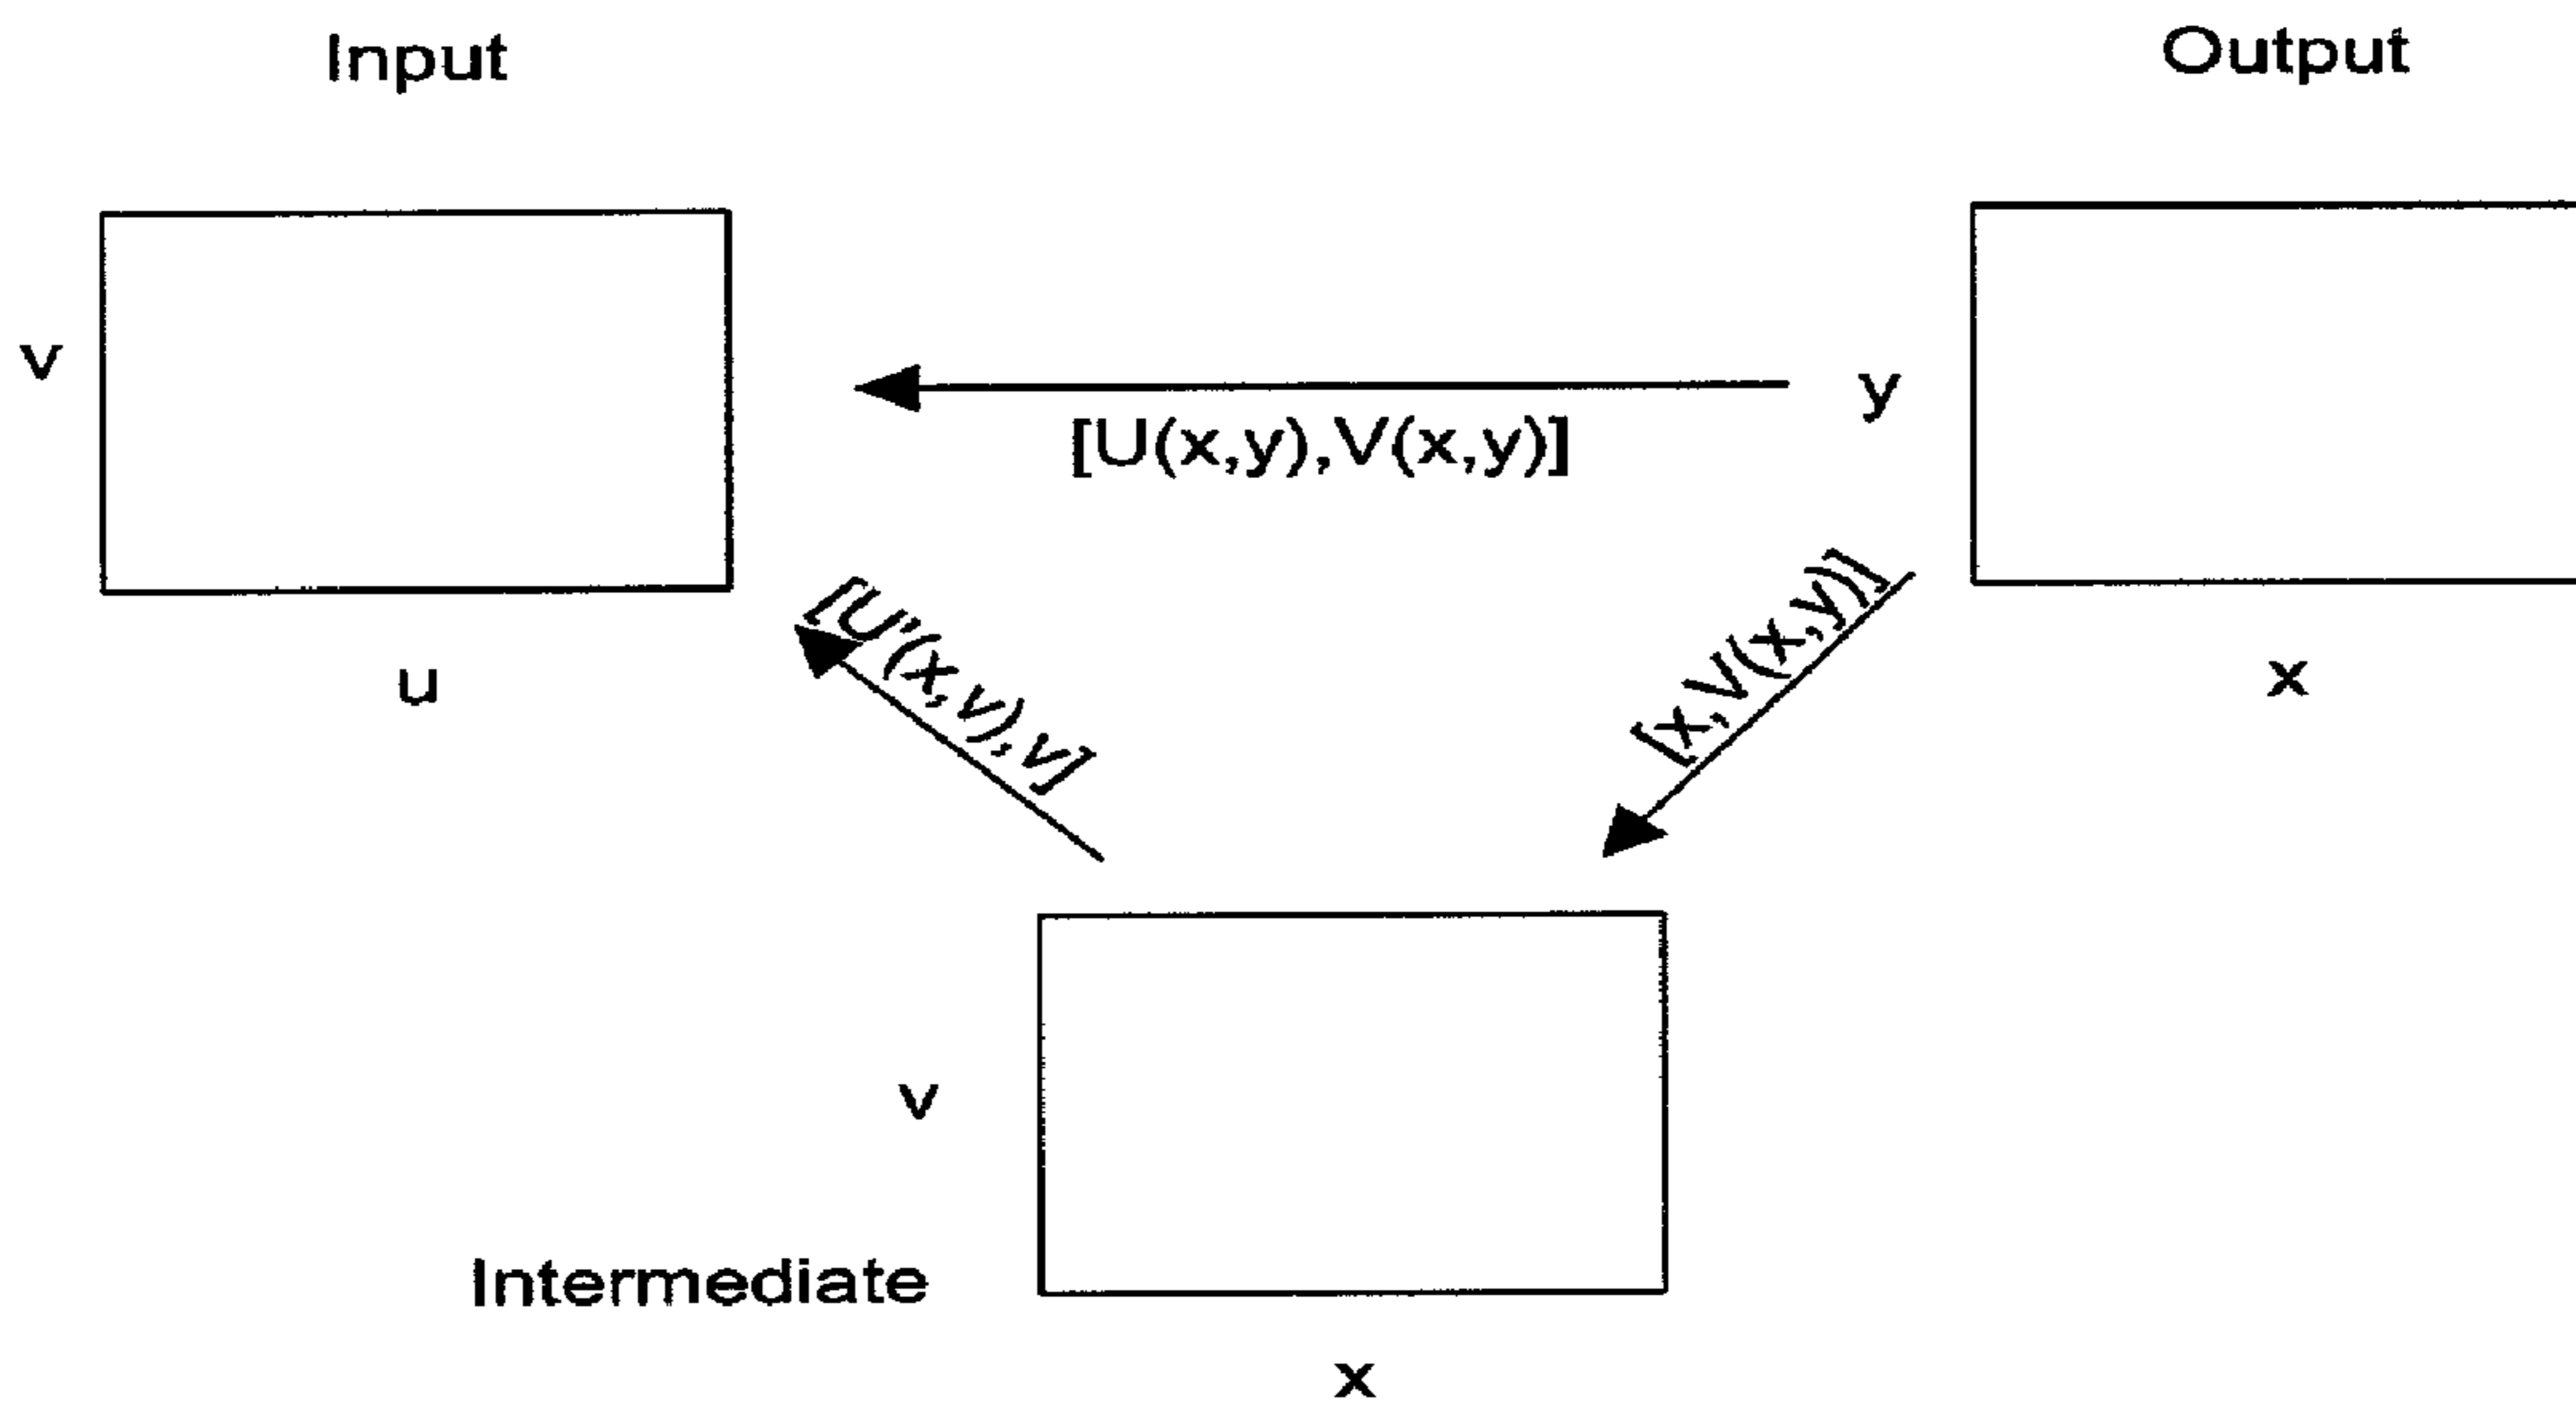 Input
Output
v
y
[U(x,y),V(x,y)]
[U'(x,v),v]
[x,V(x,y)]
u
x
v
Intermediate
x